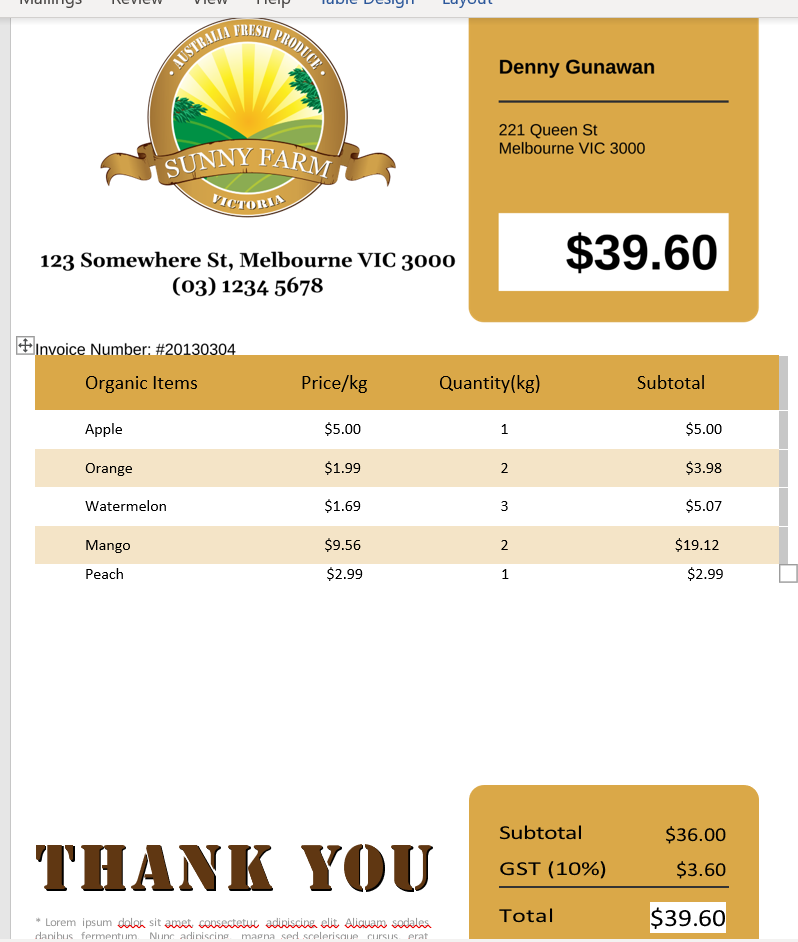 Mailings Review View Help Table Design Layout
AUSTRALIA FRESH PRODUCE
SUNNY FARM
VICTORIA
123 Somewhere St, Melbourne VIC 3000
(03) 1234 5678
Denny Gunawan
221 Queen St
Melbourne VIC 3000
$39.60
Invoice Number: #20130304
Organic Items Price/kg Quantity(kg) Subtotal
Apple $5.00 1 $5.00
Orange $1.99 2 $3.98
Watermelon $1.69 3 $5.07
Mango $9.56 2 $19.12
Peach $2.99 1 $2.99
THANK YOU
* Lorem ipsum dolor sit amet, consectetur adipiscing elit. Aliquam sodales
dapibus fermentum. Nunc adipiscing, magna sed scelerisque cursus, erat
Subtotal $36.00
GST (10%) $3.60
Total $39.60